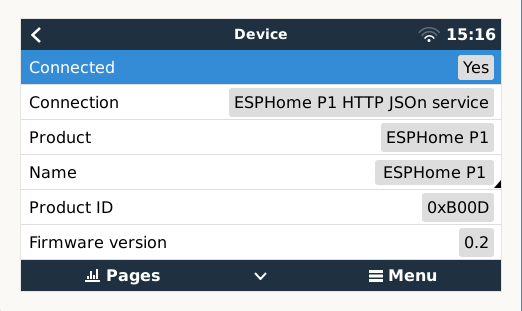 Device 15:16
Connected Yes
Connection ESPHome P1 HTTP JSOn service
Product ESPHome P1
Name ESPHome P1
Product ID 0xB00D
Firmware version 0.2
Pages Menu